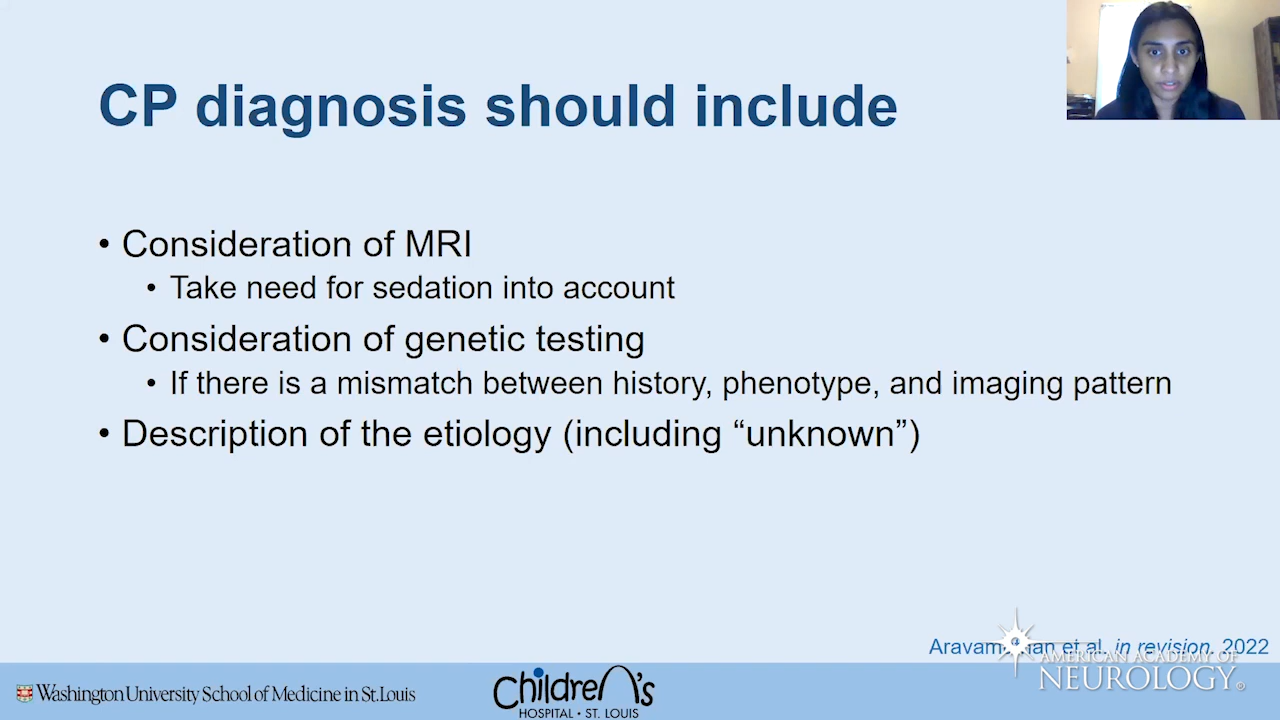 CP diagnosis should include
• Consideration of MRI
• Take need for sedation into account
• Consideration of genetic testing
• If there is a mismatch between history, phenotype, and imaging pattern
• Description of the etiology (including “unknown”)
et al. in revision. 2022
AMERICAN ACADEMY OF
NEUROLOGY®
Washington University School of Medicine in St. Louis
Children's
HOSPITAL • ST. LOUIS